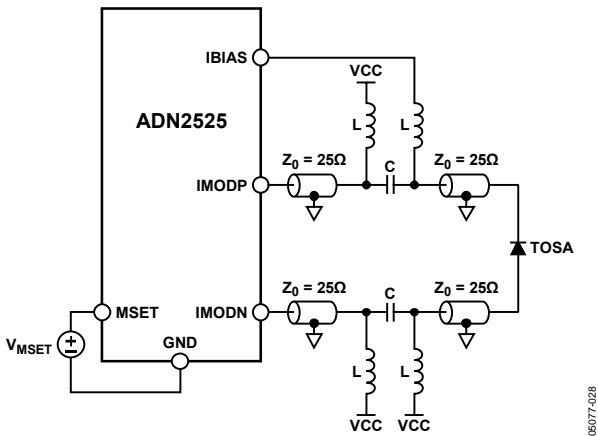 IBIAS
VCC
ADN2525
L
L
Z0 = 25Ω
C
Z0 = 25Ω
IMODP
TOSA
Z0 = 25Ω
C
Z0 = 25Ω
MSET
IMODN
VMSET
GND
L
L
VCC
VCC
05077-028